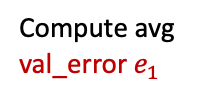 Compute avg
val_error e₁